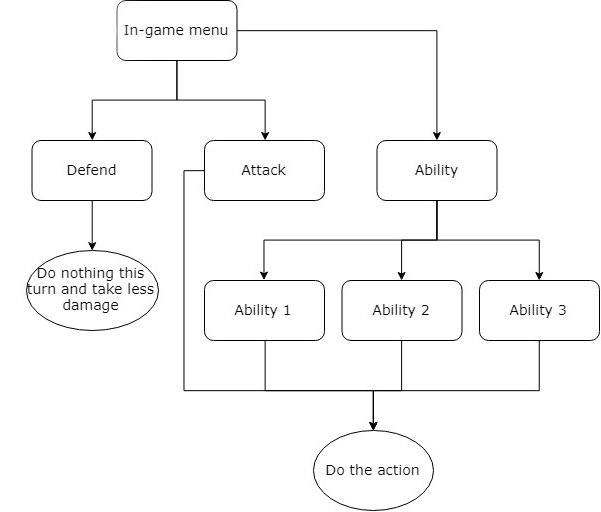 In-game menu
Defend
Attack
Ability
Do nothing this
turn and take less
damage
Ability 1
Ability 2
Ability 3
Do the action